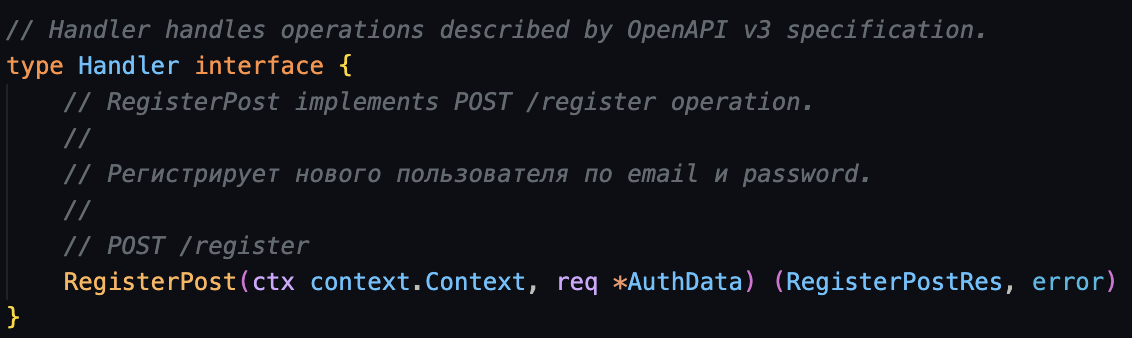 // Handler handles operations described by OpenAPI v3 specification.
type Handler interface {
// RegisterPost implements POST /register operation.
//
// Регистрирует нового пользователя по email и password.
//
// POST /register
RegisterPost(ctx context.Context, req *AuthData) (RegisterPostRes, error)
}